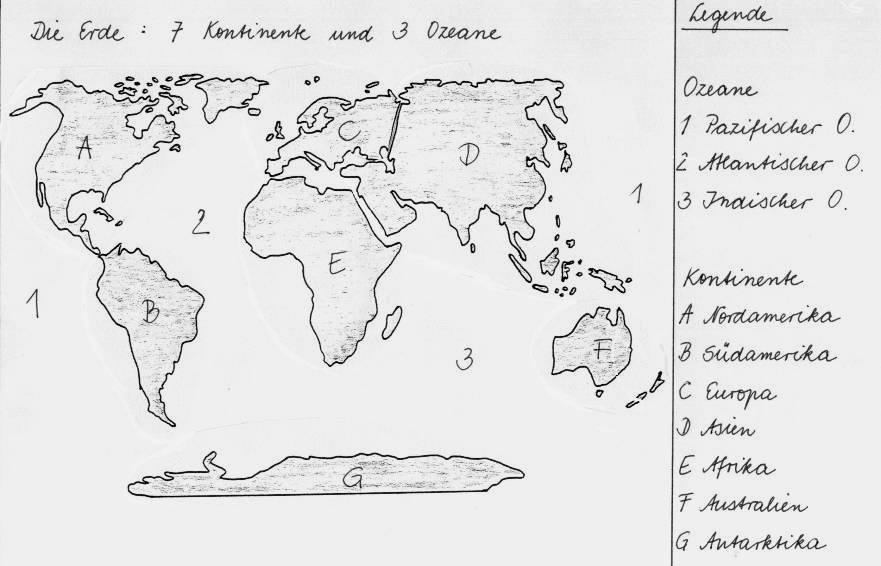 Die Erde : 7 Kontinente und 3 Ozeane
A
C
D
2
1
E
1
B
3
F
G
Legende
Ozeane
1 Pazifischer O.
2 Atlantischer O.
3 Indischer O.
Kontinente
A Nordamerika
B Südamerika
C Europa
D Asien
E Afrika
F Australien
G Antarktika